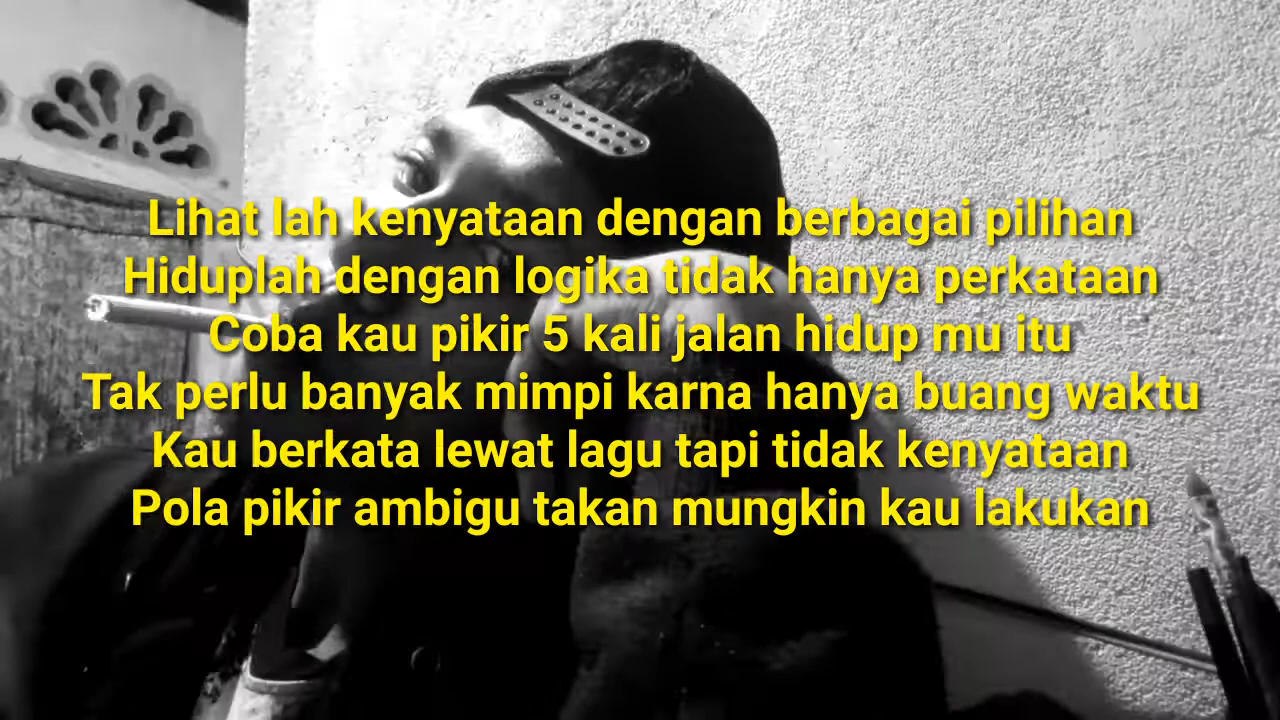 Lihat lah kenyataan dengan berbagai pilihan
Hiduplah dengan logika tidak hanya perkataan
Coba kau pikir 5 kali jalan hidup mu itu
Tak perlu banyak mimpi karna hanya buang waktu
Kau berkata lewat lagu tapi tidak kenyataan
Pola pikir ambigu takan mungkin kau lakukan